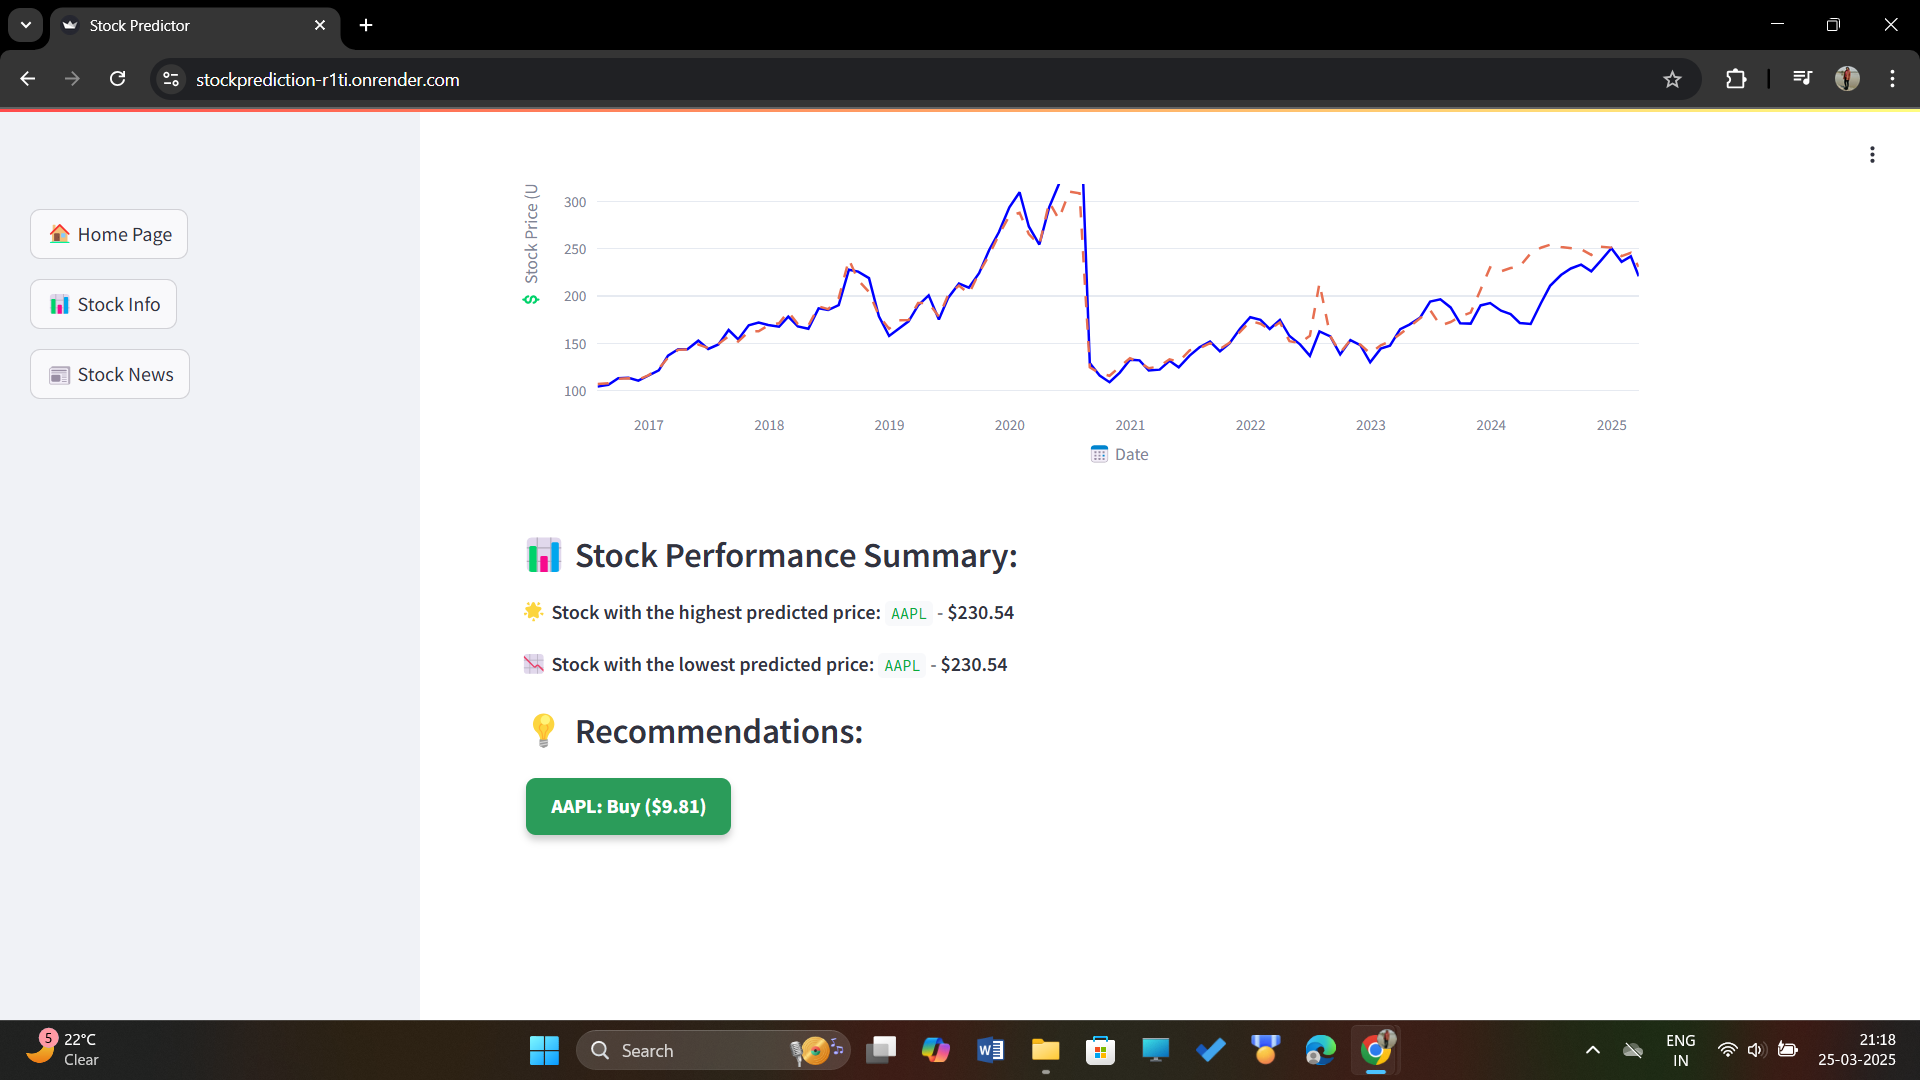 Stock Predictor
stockprediction-r1ti.onrender.com
Home Page
Stock Info
Stock News
Stock Price (U
300
250
200
150
100
2017 2018 2019 2020 2021 2022 2023 2024 2025
Date
Stock Performance Summary:
Stock with the highest predicted price: AAPL - $230.54
Stock with the lowest predicted price: AAPL - $230.54
Recommendations:
AAPL: Buy ($9.81)
5
22°C
Clear
Search
ENG
IN
21:18
25-03-2025